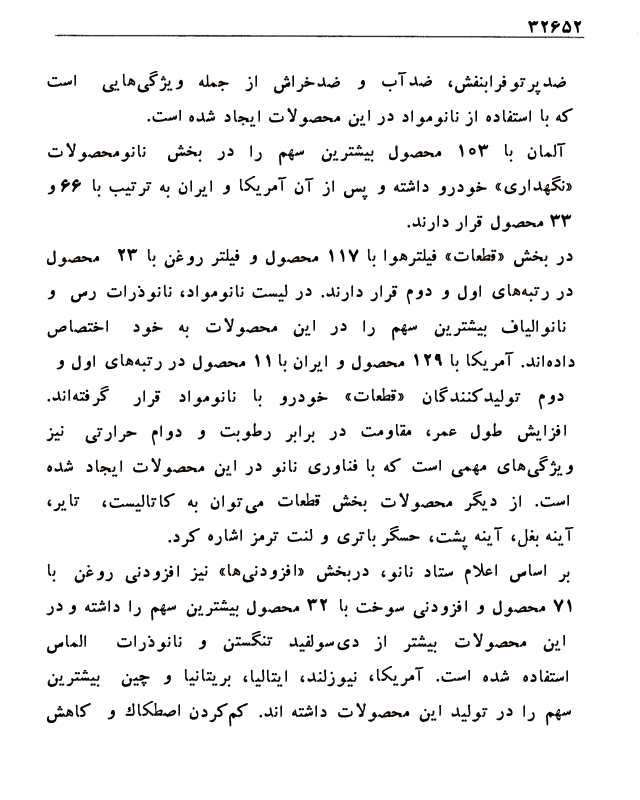 ۳۲۶۵۲
ضدپرتوفرابنفش، ضدآب و ضدخراش از جمله ویژگی‌هایی است
که با استفاده از نانومواد در این محصولات ایجاد شده است.
آلمان با ۱۰۳ محصول بیشترین سهم را در بخش نانومحصولات
«نگهداری» خودرو داشته و پس از آن آمریکا و ایران به ترتیب با ۶۶ و
۳۳ محصول قرار دارند.
در بخش «قطعات» فیلترهوا با ۱۱۷ محصول و فیلتر روغن با ۲۳ محصول
در رتبه‌های اول و دوم قرار دارند. در لیست نانومواد، نانوذرات رس و
نانوالیاف بیشترین سهم را در این محصولات به خود اختصاص
داده‌اند. آمریکا با ۱۲۹ محصول و ایران با ۱۱ محصول در رتبه‌های اول و
دوم تولیدکنندگان «قطعات» خودرو با نانومواد قرار گرفته‌اند.
افزایش طول عمر، مقاومت در برابر رطوبت و دوام حرارتی نیز
ویژگی‌های مهمی است که با فناوری نانو در این محصولات ایجاد شده
است. از دیگر محصولات بخش قطعات می‌توان به کاتالیست، تایر،
آینه بغل، آینه پشت، حسگر باتری و لنت ترمز اشاره کرد.
بر اساس اعلام ستاد نانو، دربخش «افزودنی‌ها» نیز افزودنی روغن با
۷۱ محصول و افزودنی سوخت با ۳۲ محصول بیشترین سهم را داشته و در
این محصولات بیشتر از دی‌سولفید تنگستن و نانوذرات الماس
استفاده شده است. آمریکا، نیوزلند، ایتالیا، بریتانیا و چین بیشترین
سهم را در تولید این محصولات داشته اند. کم‌کردن اصطکاك و کاهش